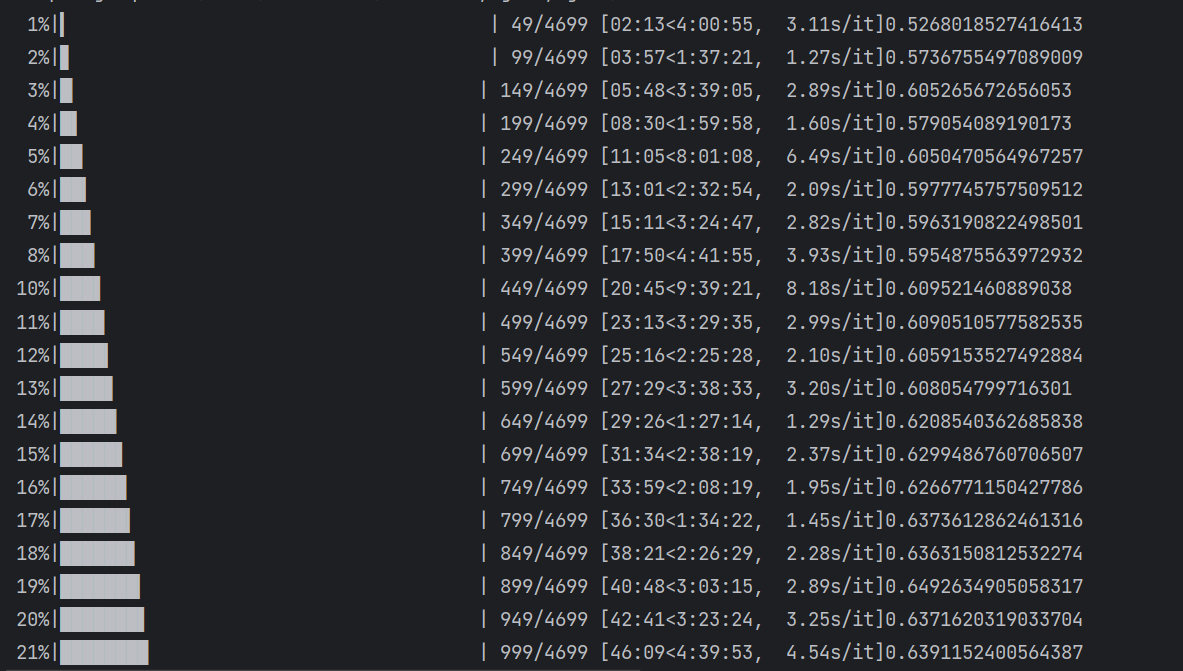 1%| | 49/4699 [02:13<4:00:55, 3.11s/it]0.5268018527416413
2%| | 99/4699 [03:57<1:37:21, 1.27s/it]0.5736755497089009
3%| | 149/4699 [05:48<3:39:05, 2.89s/it]0.605265672656053
4%| | 199/4699 [08:30<1:59:58, 1.60s/it]0.579054089190173
5%| | 249/4699 [11:05<8:01:08, 6.49s/it]0.6050470564967257
6%| | 299/4699 [13:01<2:32:54, 2.09s/it]0.5977745757509512
7%| | 349/4699 [15:11<3:24:47, 2.82s/it]0.5963190822498501
8%| | 399/4699 [17:50<4:41:55, 3.93s/it]0.5954875563972932
10%| | 449/4699 [20:45<9:39:21, 8.18s/it]0.609521460889038
11%| | 499/4699 [23:13<3:29:35, 2.99s/it]0.6090510577582535
12%| | 549/4699 [25:16<2:25:28, 2.10s/it]0.6059153527492884
13%| | 599/4699 [27:29<3:38:33, 3.20s/it]0.608054799716301
14%| | 649/4699 [29:26<1:27:14, 1.29s/it]0.6208540362685838
15%| | 699/4699 [31:34<2:38:19, 2.37s/it]0.6299486760706507
16%| | 749/4699 [33:59<2:08:19, 1.95s/it]0.6266771150427786
17%| | 799/4699 [36:30<1:34:22, 1.45s/it]0.6373612862461316
18%| | 849/4699 [38:21<2:26:29, 2.28s/it]0.6363150812532274
19%| | 899/4699 [40:48<3:03:15, 2.89s/it]0.6492634905058317
20%| | 949/4699 [42:41<3:23:24, 3.25s/it]0.6371620319033704
21%| | 999/4699 [46:09<4:39:53, 4.54s/it]0.6391152400564387